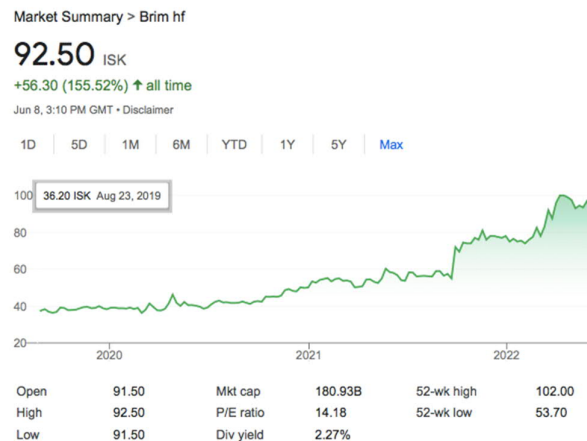 Market Summary > Brim hf
92.50 ISK
+56.30 (155.52%) ↑ all time
Jun 8, 3:10 PM GMT • Disclaimer
1D 5D 1M 6M YTD 1Y 5Y Max
36.20 ISK Aug 23, 2019
100
80
60
40
20
2020 2021 2022
Open 91.50 Mkt cap 180.93B 52-wk high 102.00
High 92.50 P/E ratio 14.18 52-wk low 53.70
Low 91.50 Div yield 2.27%